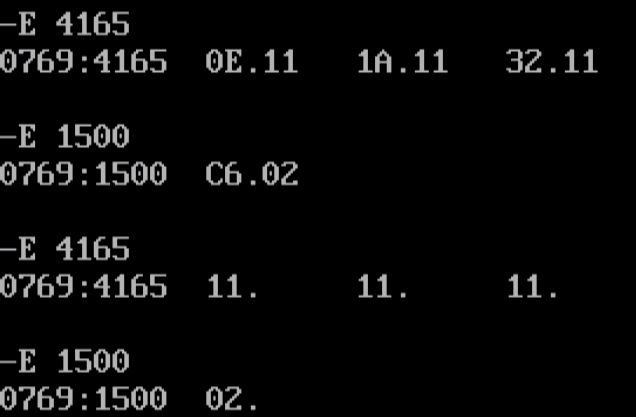 -E 4165
0769:4165  0E.11   1A.11   32.11
-E 1500
0769:1500  C6.02
-E 4165
0769:4165  11.     11.     11.
-E 1500
0769:1500  02.